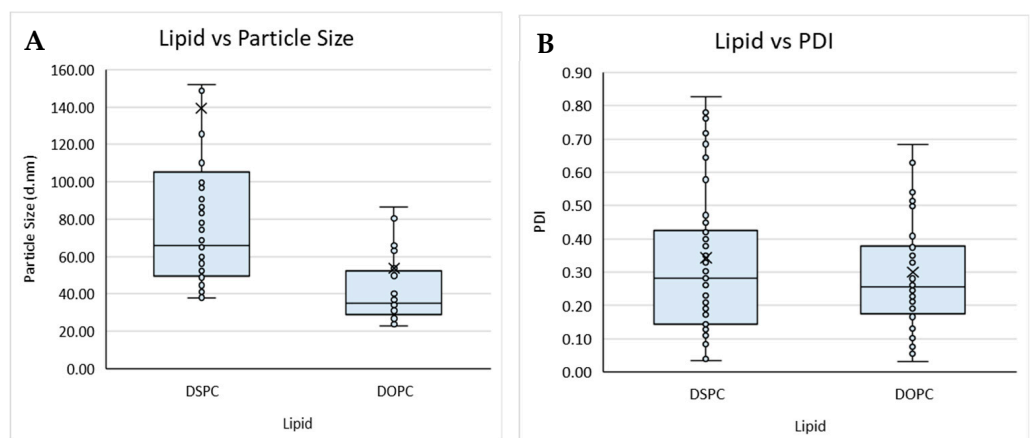 A
Lipid vs Particle Size
Particle Size (d.nm)
160.00
140.00
120.00
100.00
80.00
60.00
40.00
20.00
0.00
DSPC DOPC
Lipid
B
Lipid vs PDI
PDI
0.90
0.80
0.70
0.60
0.50
0.40
0.30
0.20
0.10
0.00
DSPC DOPC
Lipid